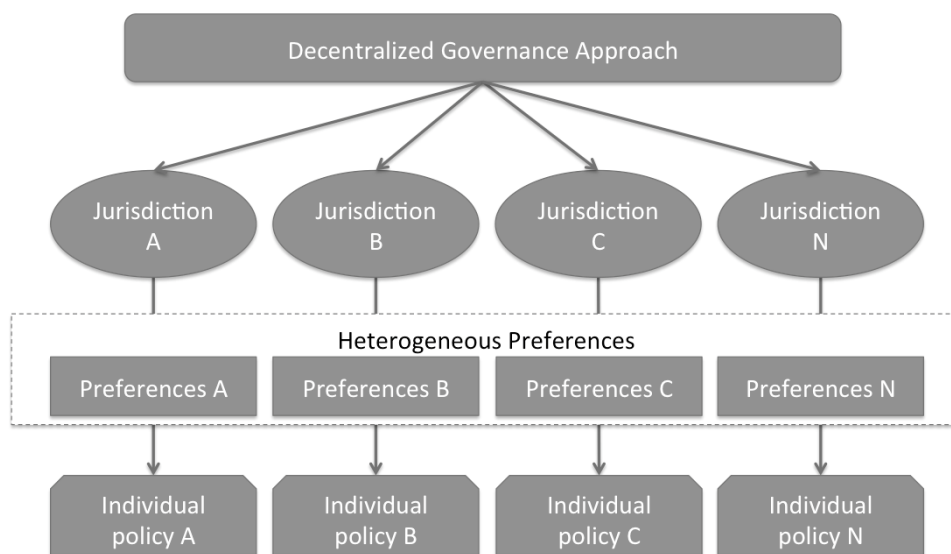 Decentralized Governance Approach
Jurisdiction
A
Jurisdiction
B
Jurisdiction
C
Jurisdiction
N
Heterogeneous Preferences
Preferences A
Preferences B
Preferences C
Preferences N
Individual
policy A
Individual
policy B
Individual
policy C
Individual
policy N